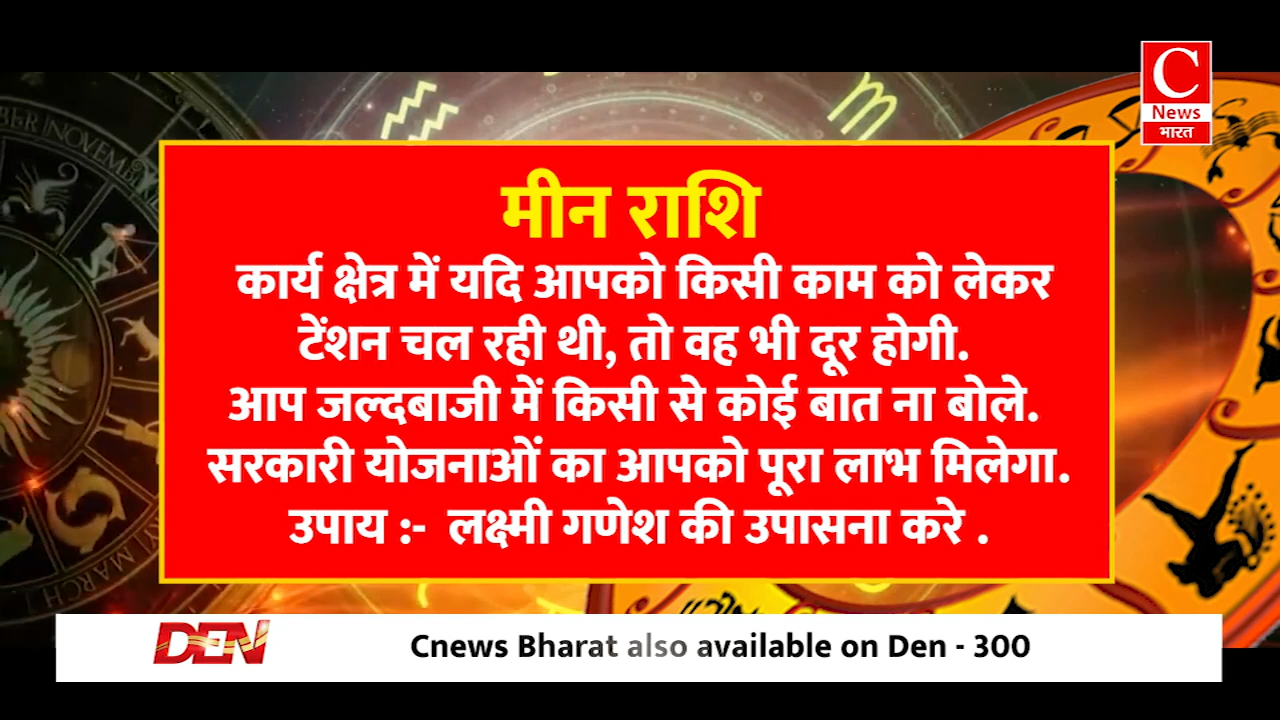 C
News
भारत
मीन राशि
कार्य क्षेत्र में यदि आपको किसी काम को लेकर
टेंशन चल रही थी, तो वह भी दूर होगी.
आप जल्दबाजी में किसी से कोई बात ना बोले.
सरकारी योजनाओं का आपको पूरा लाभ मिलेगा.
उपाय :- लक्ष्मी गणेश की उपासना करे .
DEN
Cnews Bharat also available on Den - 300